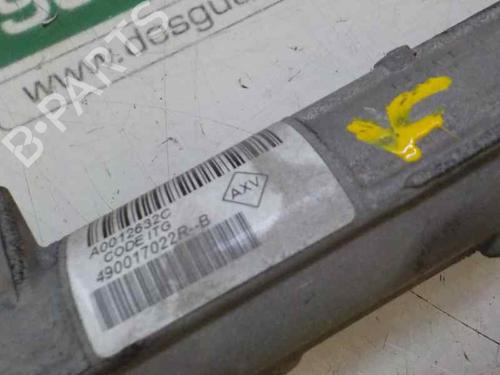 www.desgua
B-PARTS
AXV
A0012632C
CODE ITG
490017022R--B